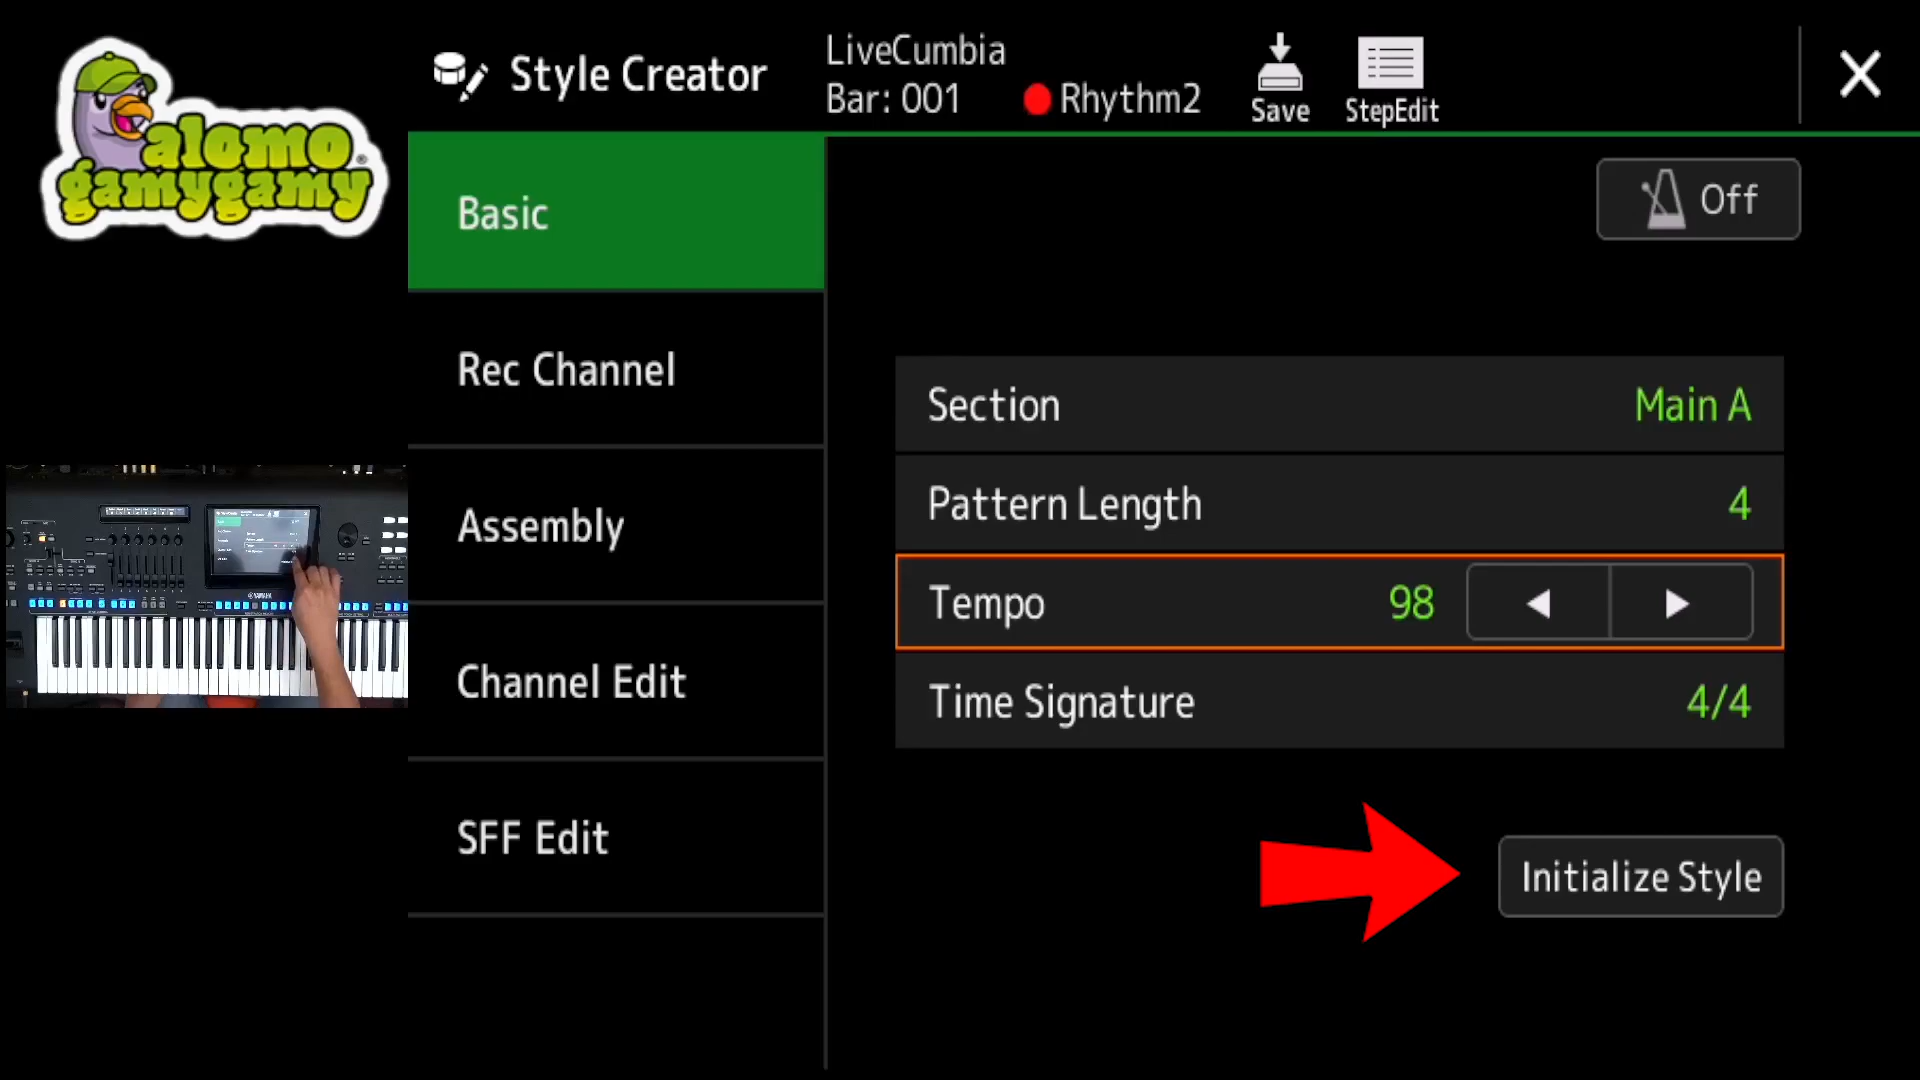 alomo
gamygamy
Style Creator
LiveCumbia
Bar: 001
Rhythm2
Save
StepEdit
Basic
Rec Channel
Assembly
Channel Edit
SFF Edit
Off
Section
Main A
Pattern Length
4
Tempo
98
Time Signature
4/4
Initialize Style
YAMAHA